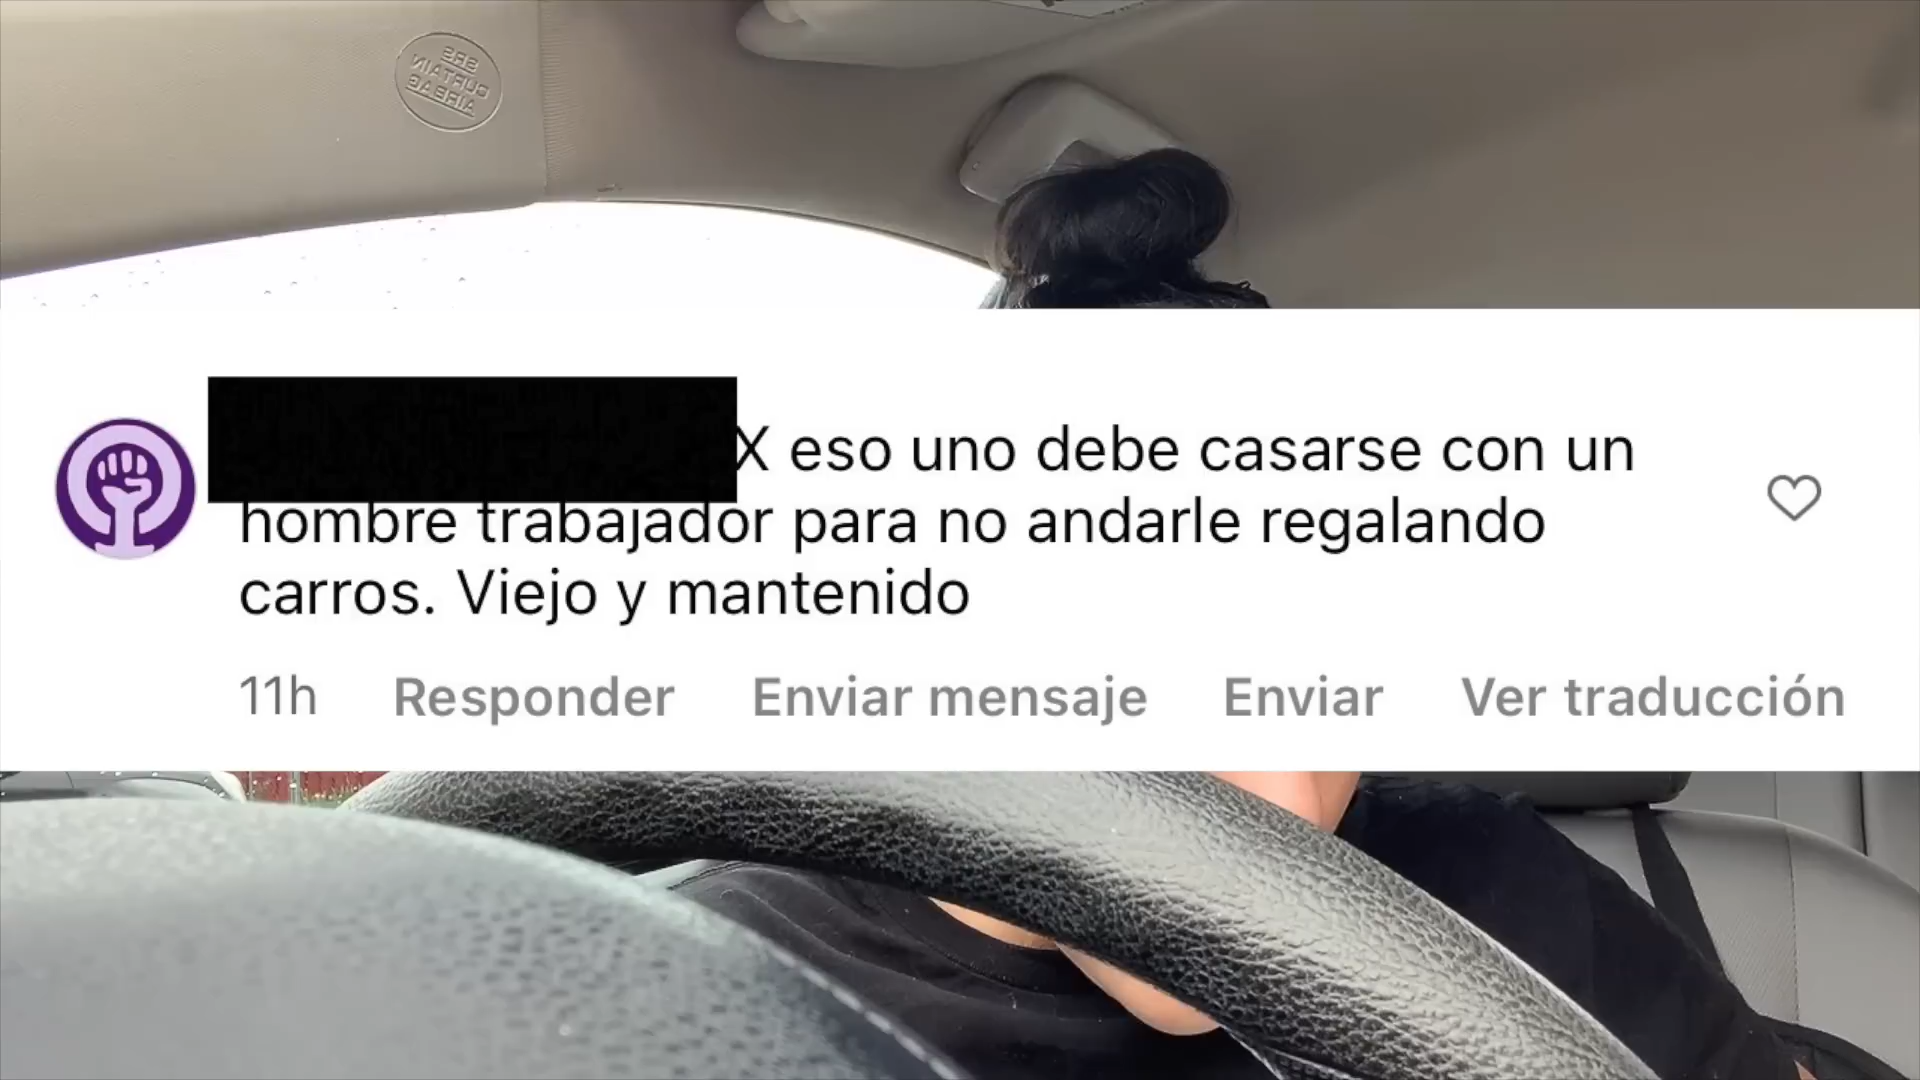 SRS
CURTAIN
AIRBAG
X eso uno debe casarse con un
hombre trabajador para no andarle regalando
carros. Viejo y mantenido
11h Responder Enviar mensaje Enviar Ver traducción